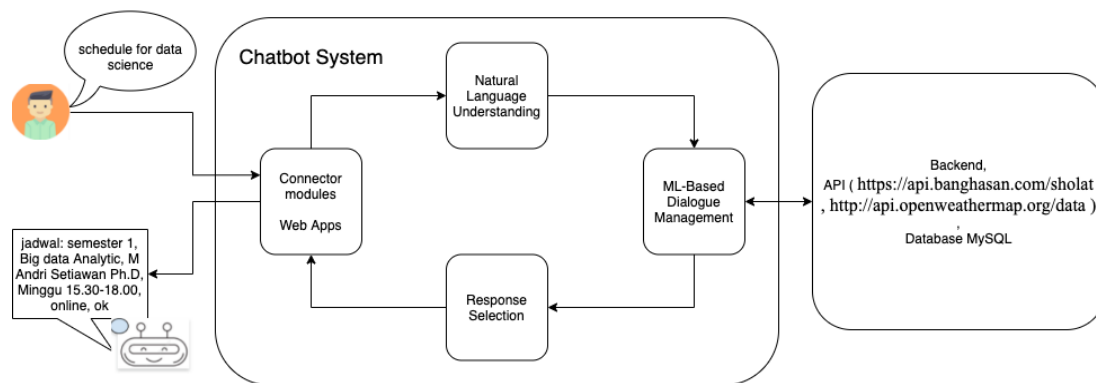 schedule for data
science
Chatbot System
Natural
Language
Understanding
Connector
modules
Web Apps
ML-Based
Dialogue
Management
Response
Selection
Backend,
API ( https://api.banghasan.com/sholat
, http://api.openweathermap.org/data )
,
Database MySQL
jadwal: semester 1,
Big data Analytic, M
Andri Setiawan Ph.D,
Minggu 15.30-18.00,
online, ok